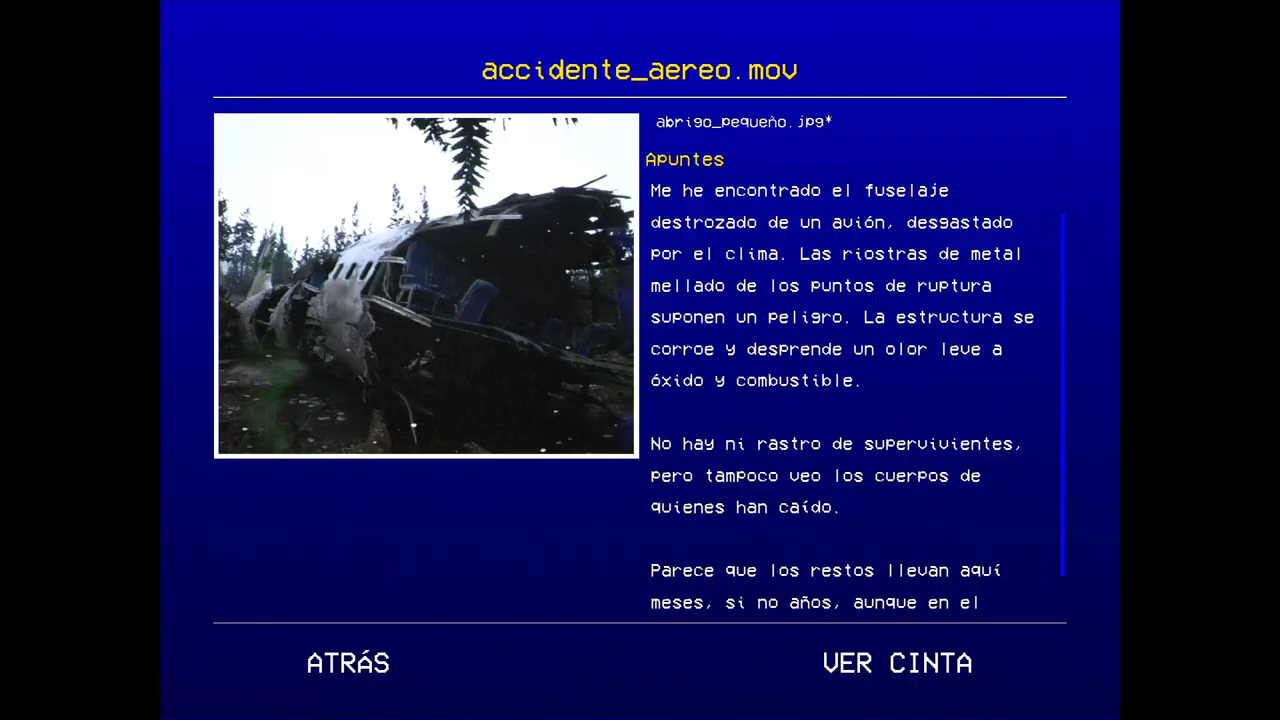 accidente_aereo.mov
abrigo_pequeño.jpg*
Apuntes
Me he encontrado el fuselaje
destrozado de un avión, desgastado
por el clima. Las riostras de metal
mellado de los puntos de ruptura
suponen un peligro. La estructura se
corroe y desprende un olor leve a
óxido y combustible.
No hay ni rastro de supervivientes,
pero tampoco veo los cuerpos de
quienes han caído.
Parece que los restos llevan aquí
meses, si no años, aunque en el
ATRÁS
VER CINTA